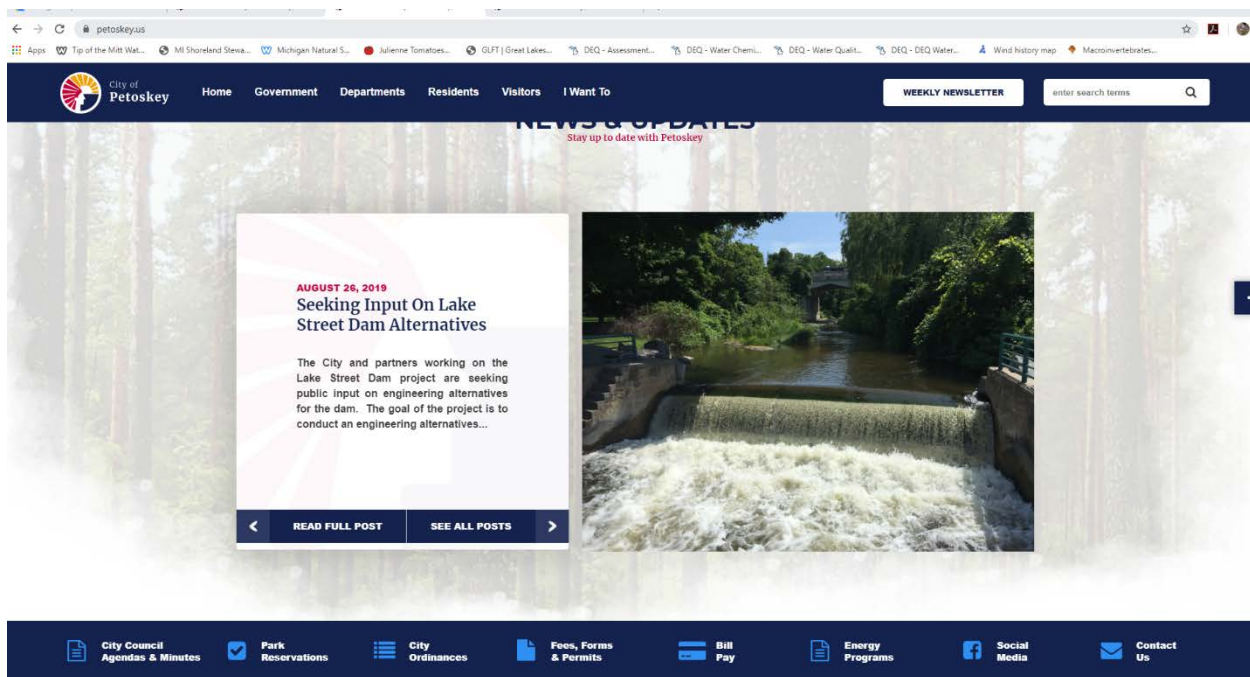 petoskey.us
Apps Tip of the Mitt Wat... MI Shoreland Stewa... Michigan Natural S... Julienne Tomatoes... GLFT | Great Lakes... DEQ - Assessment... DEQ - Water Chemi... DEQ - Water Qualit... DEQ - DEQ Water... Wind history map Macroinvertebrates...
City of
Petoskey
Home Government Departments Residents Visitors I Want To
WEEKLY NEWSLETTER
enter search terms
NEWS & UPDATES
Stay up to date with Petoskey
AUGUST 26, 2019
Seeking Input On Lake
Street Dam Alternatives
The City and partners working on the
Lake Street Dam project are seeking
public input on engineering alternatives
for the dam. The goal of the project is to
conduct an engineering alternatives...
READ FULL POST SEE ALL POSTS
City Council
Agendas & Minutes
Park
Reservations
City
Ordinances
Fees, Forms
& Permits
Bill
Pay
Energy
Programs
Social
Media
Contact
Us